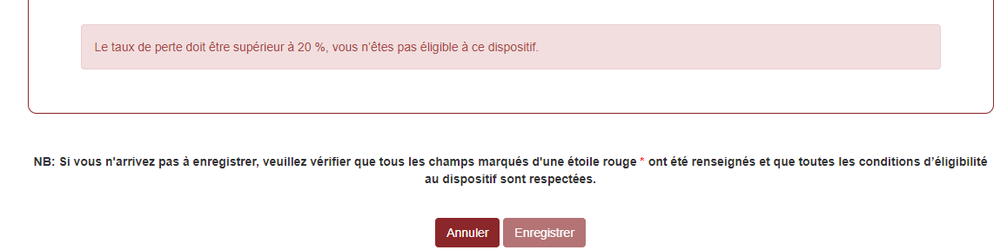 Le taux de perte doit être supérieur à 20 %, vous n'êtes pas éligible à ce dispositif.
NB: Si vous n'arrivez pas à enregistrer, veuillez vérifier que tous les champs marqués d'une étoile rouge * ont été renseignés et que toutes les conditions d’éligibilité
au dispositif sont respectées.
Annuler Enregistrer